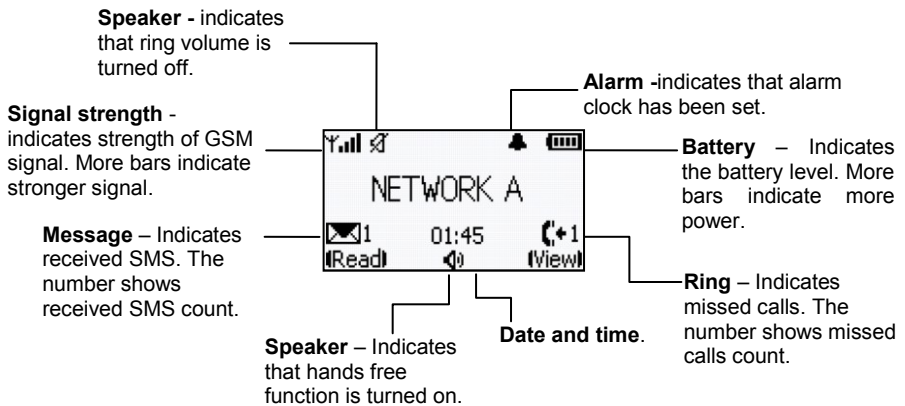 Speaker - indicates
that ring volume is
turned off.
Alarm -indicates that alarm
clock has been set.
Signal strength -
indicates strength of GSM
signal. More bars indicate
stronger signal.
NETWORK A
1 01:45 1
(Read) (View)
Battery – Indicates
the battery level. More
bars indicate more
power.
Message – Indicates
received SMS. The
number shows
received SMS count.
Ring – Indicates
missed calls. The
number shows missed
calls count.
Date and time.
Speaker – Indicates
that hands free
function is turned on.